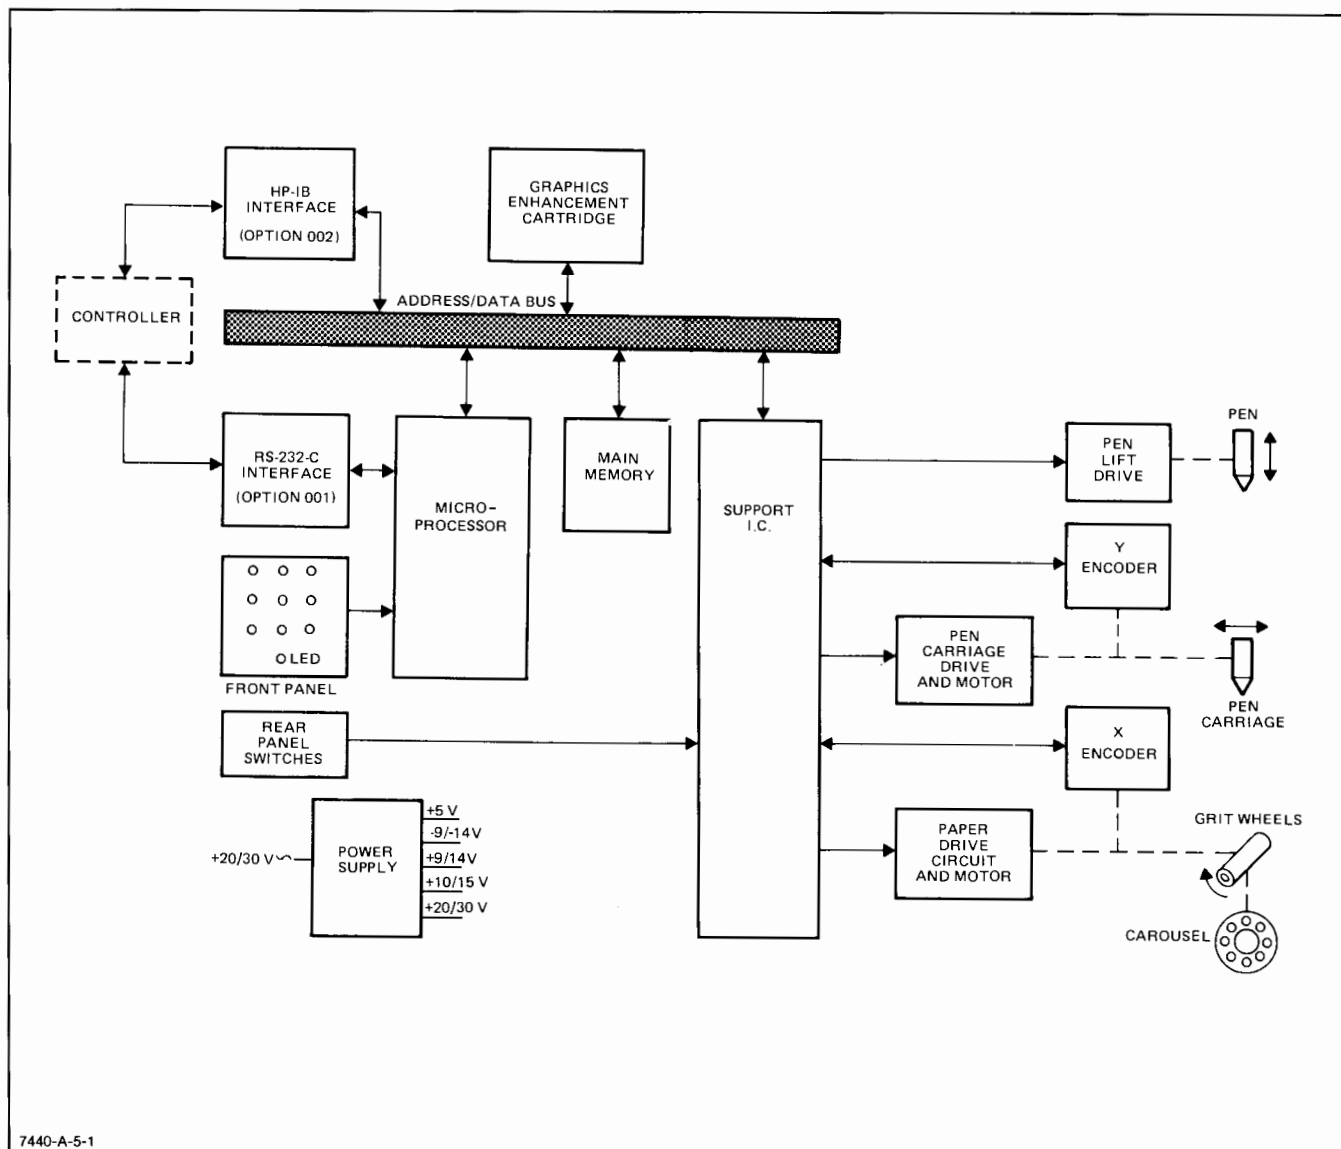 HP-IB
INTERFACE
(OPTION 002)
GRAPHICS
ENHANCEMENT
CARTRIDGE
CONTROLLER
ADDRESS/DATA BUS
RS-232-C
INTERFACE
(OPTION 001)
MICRO-
PROCESSOR
MAIN
MEMORY
SUPPORT
I.C.
PEN
LIFT
DRIVE
PEN
Y
ENCODER
LED
FRONT PANEL
PEN
CARRIAGE
DRIVE
AND MOTOR
PEN
CARRIAGE
REAR
PANEL
SWITCHES
X
ENCODER
+20/30 V
POWER
SUPPLY
+5 V
-9/-14V
+9/14V
+10/15 V
+20/30 V
PAPER
DRIVE
CIRCUIT
AND MOTOR
GRIT WHEELS
CAROUSEL
7440-A-5-1